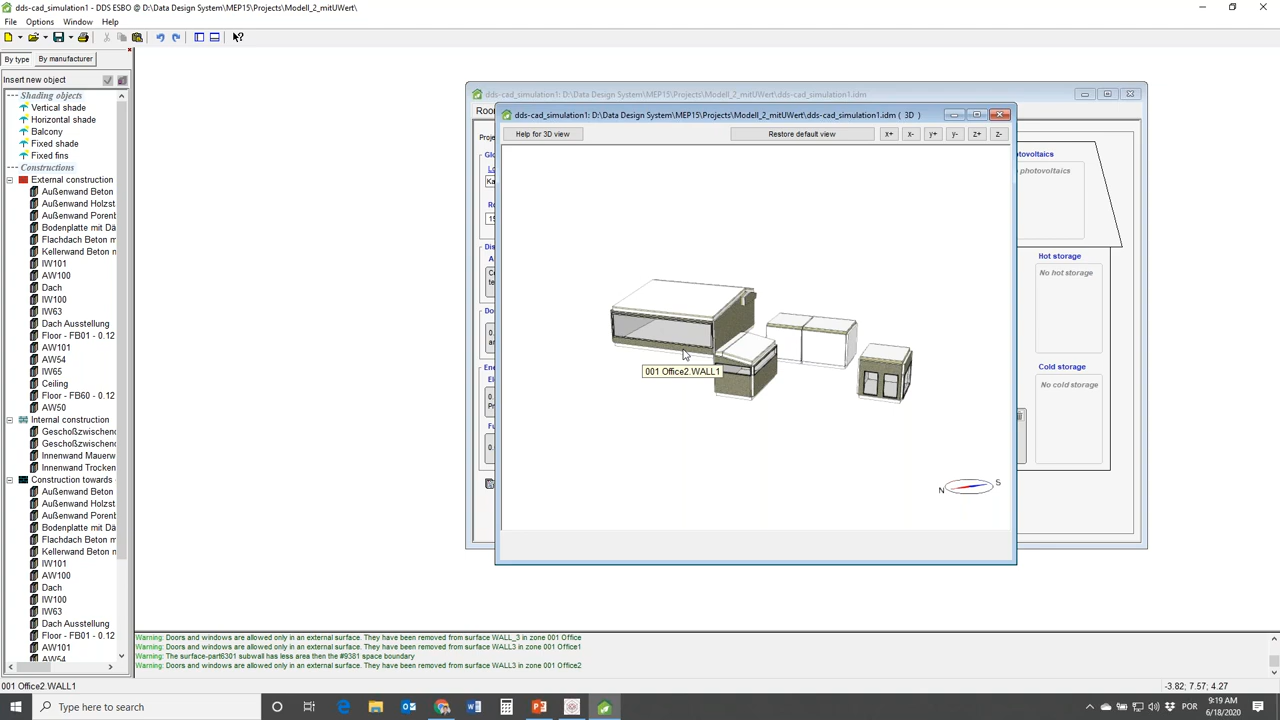 dds-cad_simulation1 - DDS ESBO @ D:\Data Design System\MEP15\Projects\Modell_2_mitUWert\
File Options Window Help
By type By manufacturer
Insert new object
Shading objects
Vertical shade
Horizontal shade
Balcony
Fixed shade
Fixed fins
Constructions
External construction
Außenwand Beton
Außenwand Holzst
Außenwand Porenb
Bodenplatte mit Dä
Flachdach Beton m
Kellerwand Beton m
IW101
AW100
Dach
IW100
IW63
Dach Ausstellung
Floor - FB01 - 0.12
AW101
AW54
IW65
Ceiling
Floor - FB60 - 0.12
AW50
Internal construction
Geschoßzwischen
Geschoßzwischen
Innenwand Mauerw
Innenwand Trocken
Construction towards
Außenwand Beton
Außenwand Holzst
Außenwand Porenb
Bodenplatte mit Dä
Flachdach Beton m
Kellerwand Beton m
IW101
AW100
Dach
IW100
IW63
Dach Ausstellung
Floor - FB01 - 0.12
AW101
AW54
dds-cad_simulation1: D:\Data Design System\MEP15\Projects\Modell_2_mitUWert\dds-cad_simulation1.idm
dds-cad_simulation1: D:\Data Design System\MEP15\Projects\Modell_2_mitUWert\dds-cad_simulation1.idm ( 3D )
Help for 3D view Restore default view x+ x- y+ y- z+ z-
001 Office2.WALL1
N S
Hot storage
No hot storage
Cold storage
No cold storage
Warning: Doors and windows are allowed only in an external surface. They have been removed from surface WALL_3 in zone 001 Office
Warning: Doors and windows are allowed only in an external surface. They have been removed from surface WALL3 in zone 001 Office1
Warning: The surface-part6301 subwall has less area then the #9381 space boundary
Warning: Doors and windows are allowed only in an external surface. They have been removed from surface WALL3 in zone 001 Office2
001 Office2.WALL1 -3.82; 7.57; 4.27
Type here to search
POR
9:19 AM
6/18/2020